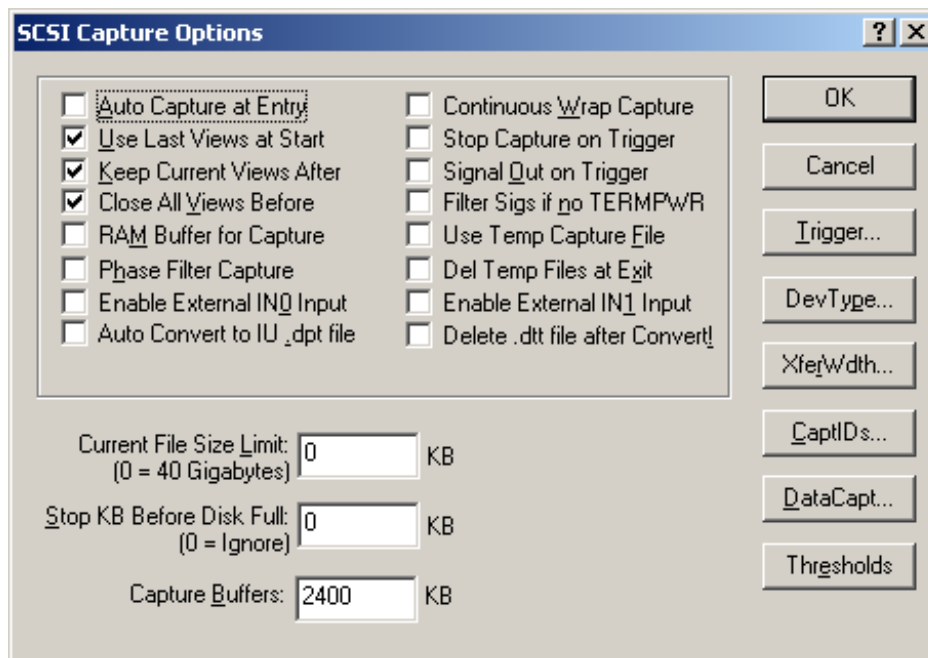 SCSI Capture Options
Auto Capture at Entry
Use Last Views at Start
Keep Current Views After
Close All Views Before
RAM Buffer for Capture
Phase Filter Capture
Enable External IN0 Input
Auto Convert to IU .dpt file
Continuous Wrap Capture
Stop Capture on Trigger
Signal Out on Trigger
Filter Sigs if no TERMPWR
Use Temp Capture File
Del Temp Files at Exit
Enable External IN1 Input
Delete .dtt file after Convert!
Current File Size Limit: 0 KB
(0 = 40 Gigabytes)
Stop KB Before Disk Full: 0 KB
(0 = Ignore)
Capture Buffers: 2400 KB
OK
Cancel
Trigger...
DevType...
XferWdth...
CaptIDs...
DataCapt...
Thresholds